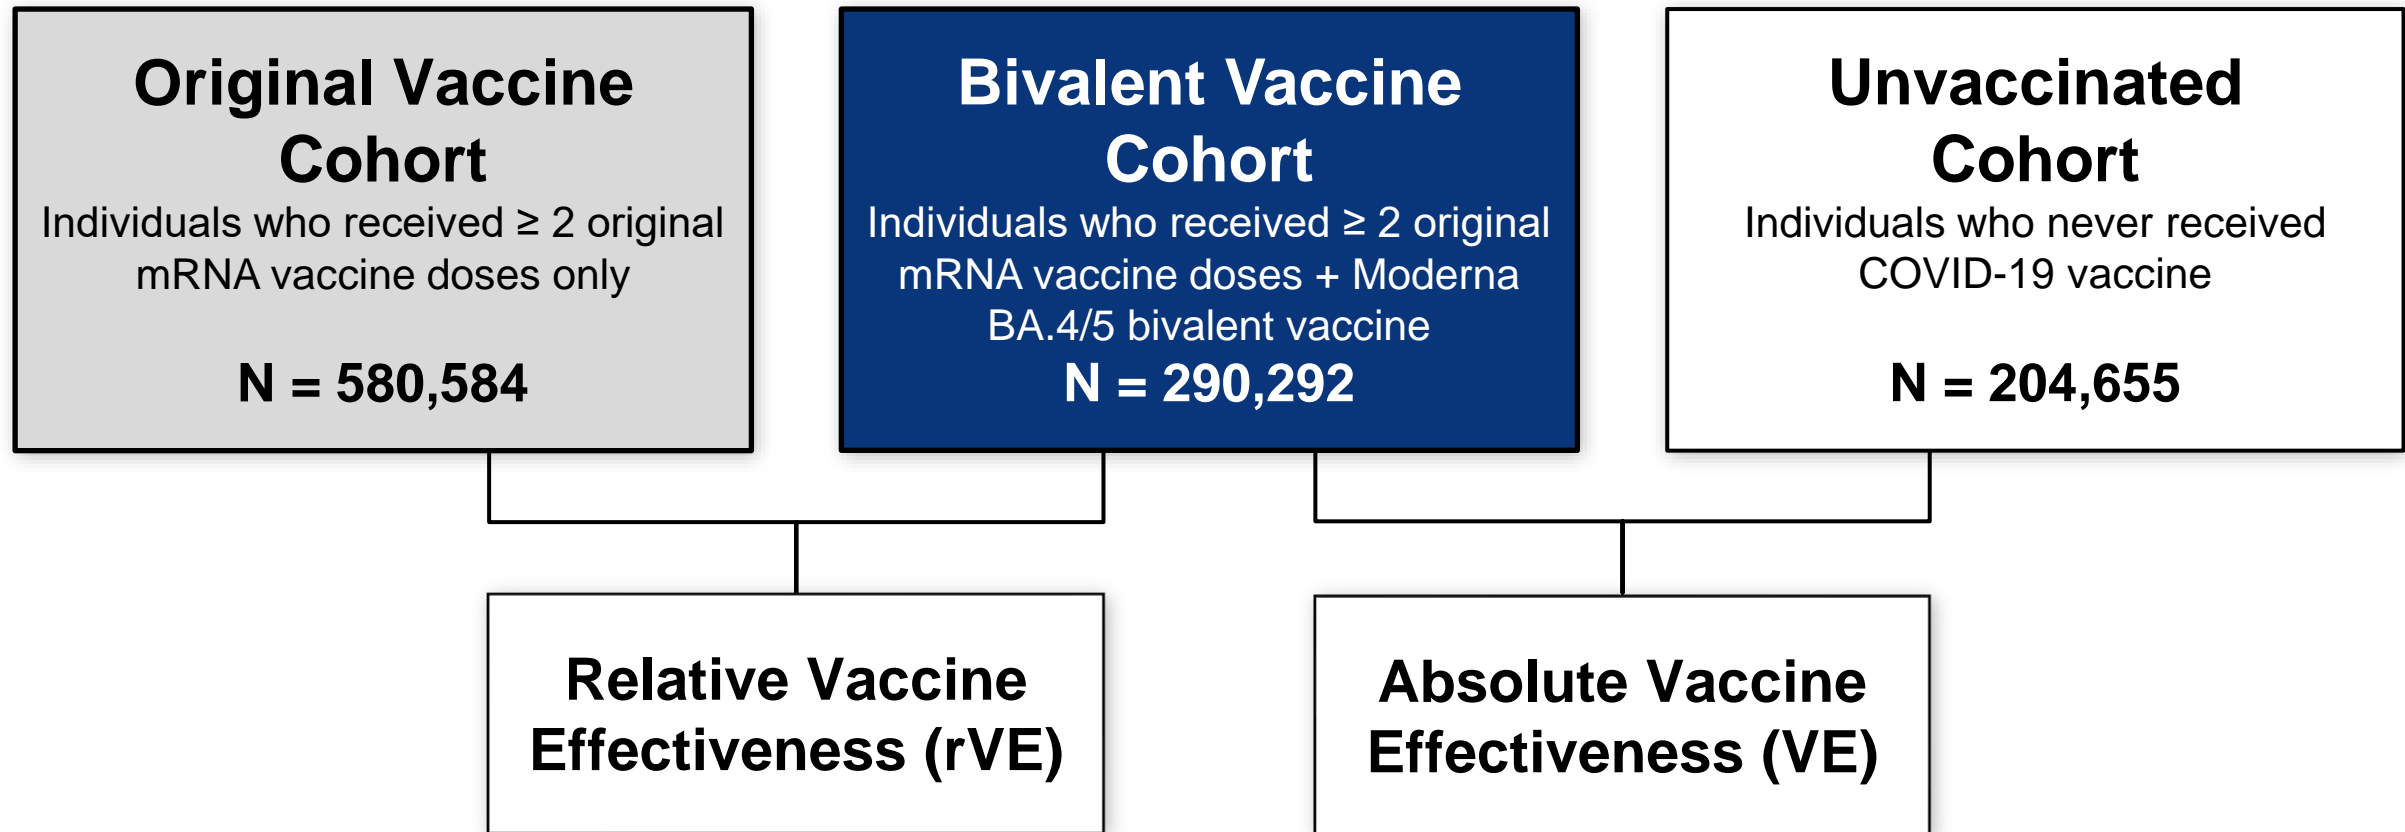 Original Vaccine
Cohort
Individuals who received ≥ 2 original
mRNA vaccine doses only
N = 580,584
Bivalent Vaccine
Cohort
Individuals who received ≥ 2 original
mRNA vaccine doses + Moderna
BA.4/5 bivalent vaccine
N = 290,292
Unvaccinated
Cohort
Individuals who never received
COVID-19 vaccine
N = 204,655
Relative Vaccine
Effectiveness (rVE)
Absolute Vaccine
Effectiveness (VE)